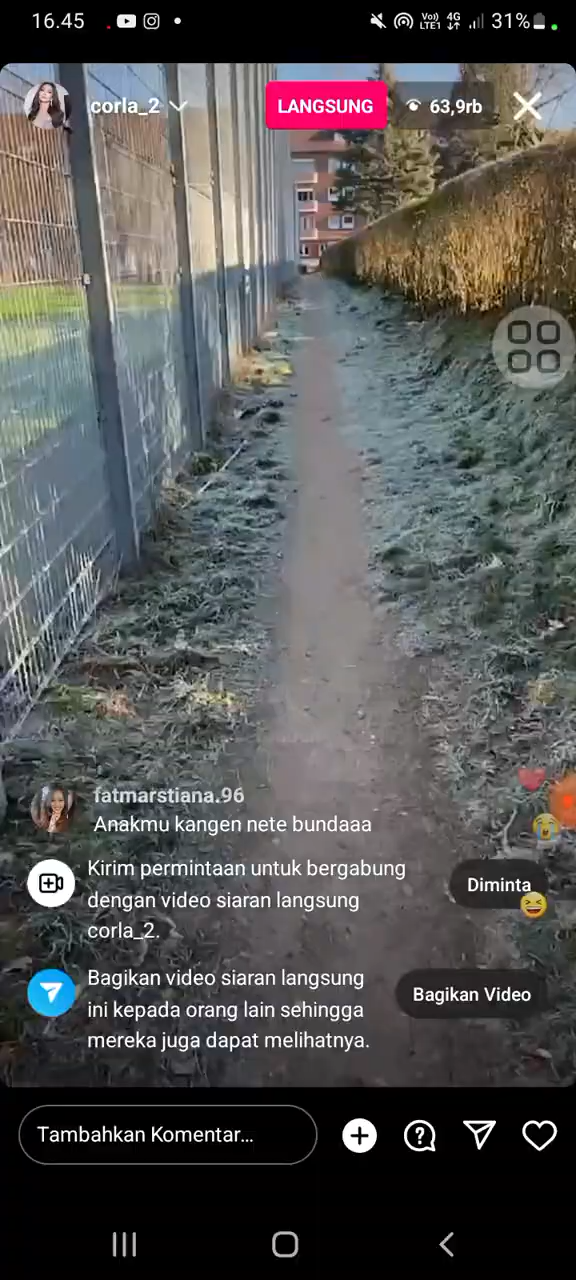 16.45
Vo)) 4G
LTE1
31%
corla_2
LANGSUNG
63,9rb
fatmarstiana.96
Anakmu kangen nete bundaaa
Kirim permintaan untuk bergabung
dengan video siaran langsung
corla_2.
Diminta
Bagikan video siaran langsung
ini kepada orang lain sehingga
mereka juga dapat melihatnya.
Bagikan Video
Tambahkan Komentar...